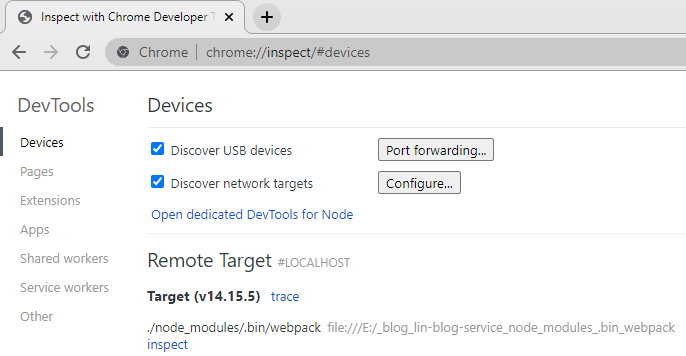 Inspect with Chrome Developer T
Chrome | chrome://inspect/#devices
DevTools
Devices
Pages
Extensions
Apps
Shared workers
Service workers
Other
Devices
Discover USB devices
Port forwarding...
Discover network targets
Configure...
Open dedicated DevTools for Node
Remote Target #LOCALHOST
Target (v14.15.5) trace
./node_modules/.bin/webpack file:///E:/_blog_lin-blog-service_node_modules_.bin_webpack
inspect